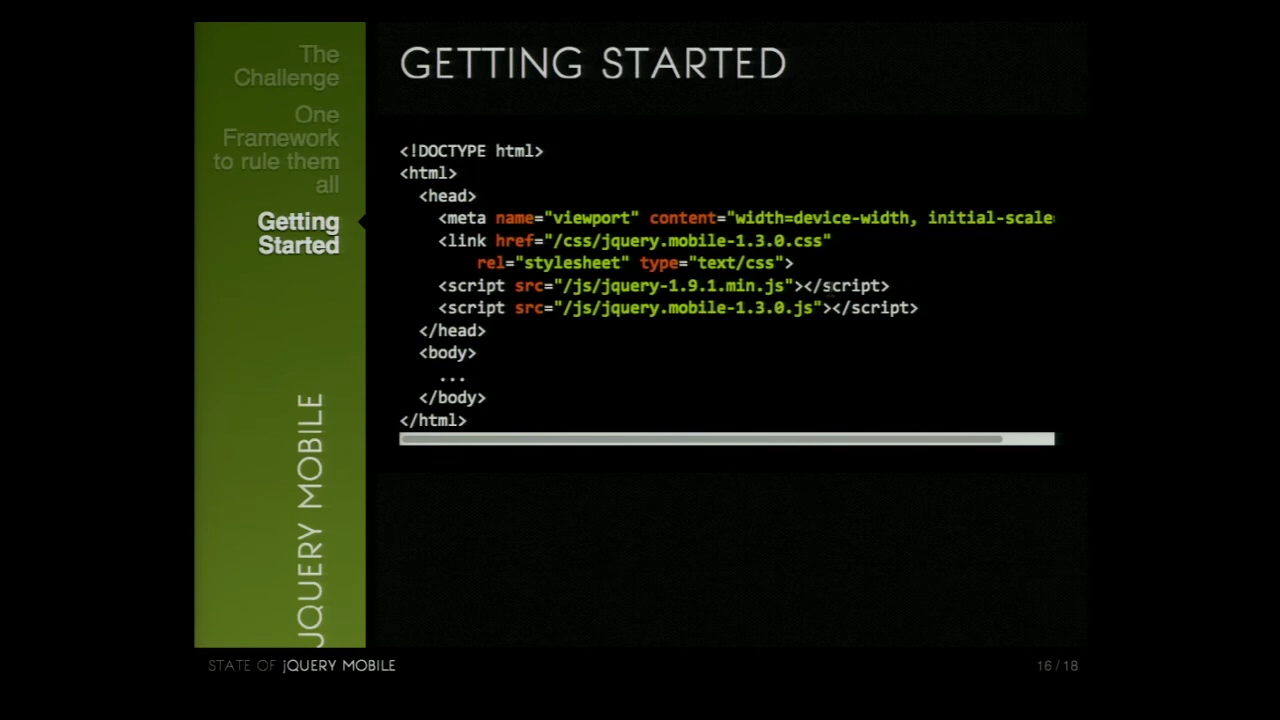 The
Challenge
One
Framework
to rule them
all
Getting
Started
jQUERY MOBILE
GETTING STARTED
<!DOCTYPE html>
<html>
<head>
<meta name="viewport" content="width=device-width, initial-scale
<link href="/css/jquery.mobile-1.3.0.css"
rel="stylesheet" type="text/css">
<script src="/js/jquery-1.9.1.min.js"></script>
<script src="/js/jquery.mobile-1.3.0.js"></script>
</head>
<body>
...
</body>
</html>
STATE OF jQUERY MOBILE
16 / 18